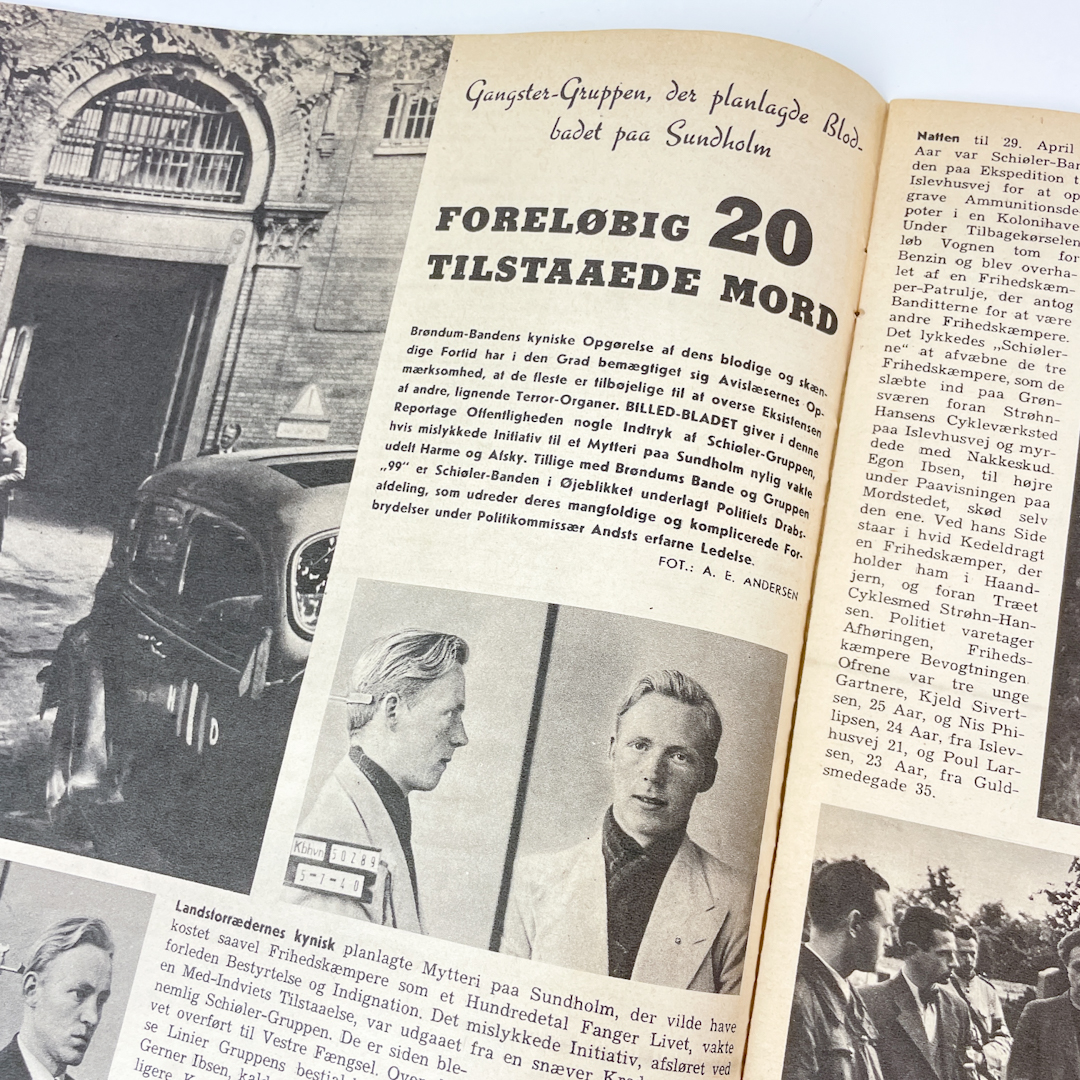 Gangster-Gruppen, der planlagde Blod-
badet paa Sundholm
FORELØBIG 20
TILSTAAEDE MORD
Brøndum-Bandens kyniske Opgørelse af dens blodige og skæn-
dige Fortid har i den Grad bemægtiget sig Avislæsernes Op-
mærksomhed, at de fleste er tilbøjelige til at overse Eksistensen
af andre, lignende Terror-Organer. BILLED-BLADET giver i denne
Reportage Offentligheden nogle Indtryk af Schiøler-Gruppen,
hvis mislykkede Initiativ til et Mytteri paa Sundholm nylig vakte
udelt Harme og Afsky. Tillige med Brøndums Bande og Gruppen
„99“ er Schiøler-Banden i Øjeblikket underlagt Politiets Drabs-
afdeling, som udreder deres mangfoldige og komplicerede For-
brydelser under Politikommissær Andsts erfarne Ledelse.
FOT.: A. E. ANDERSEN
Kbhvn 50289
5-7-40
Landsforrædernes kynisk planlagte Mytteri paa Sundholm, der vilde have
kostet saavel Frihedskæmpere som et Hundredetal Fanger Livet, vakte
forleden Bestyrtelse og Indignation. Det mislykkede Initiativ, afsløret ved
en Med-Indviets Tilstaaelse, var udgaaet fra en snæver
nemlig Schiøler-Gruppen. De er siden ble-
vet overført til Vestre Fængsel.
se Linier Gruppens
Gerner Ibsen,
Natten til 29. April
Aar var Schiøler-Ban
den paa Ekspedition
Islevhusvej for at op
grave Ammunitionsde
poter i en Kolonihave
Under Tilbagekørselen
løb Vognen tom for
Benzin og blev overha-
let af en Frihedskæm-
per-Patrulje, der antog
Banditterne for at være
andre Frihedskæmpere.
Det lykkedes „Schiøler-
ne“ at afvæbne de tre
Frihedskæmpere, som de
slæbte ind paa Grøn-
sværen foran Strøhn-
Hansens Cykleværksted
paa Islevhusvej og myr-
dede med Nakkeskud.
Egon Ibsen, til højre
under Paavisningen paa
Mordstedet, skød selv
den ene. Ved hans Side
staar i hvid Kedeldragt
en Frihedskæmper, der
holder ham i Haand-
jern, og foran Træet
Cyklesmed Strøhn-Han-
sen. Politiet varetager
Afhøringen, Friheds-
kæmpere Bevogtningen.
Ofrene var tre unge
Gartnere, Kjeld Sivert-
sen, 25 Aar, og Nis Phi-
lipsen, 24 Aar, fra Islev-
husvej 21, og Poul Lar-
sen, 23 Aar, fra Guld-
smedegade 35.